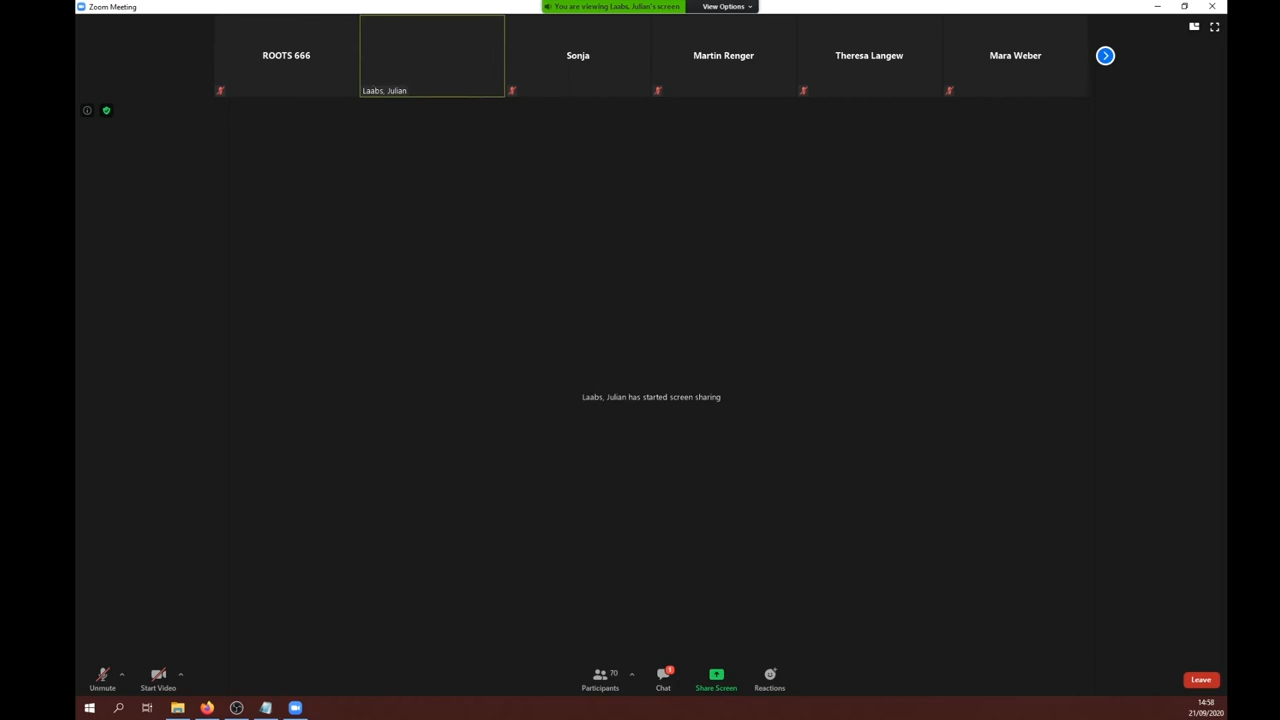 Zoom Meeting
You are viewing Laabs, Julian's screen
View Options
ROOTS 666
Laabs, Julian
Sonja
Martin Renger
Theresa Langew
Mara Weber
Laabs, Julian has started screen sharing
Unmute
Start Video
70
Participants
1
Chat
Share Screen
Reactions
Leave
14:58
21/09/2020